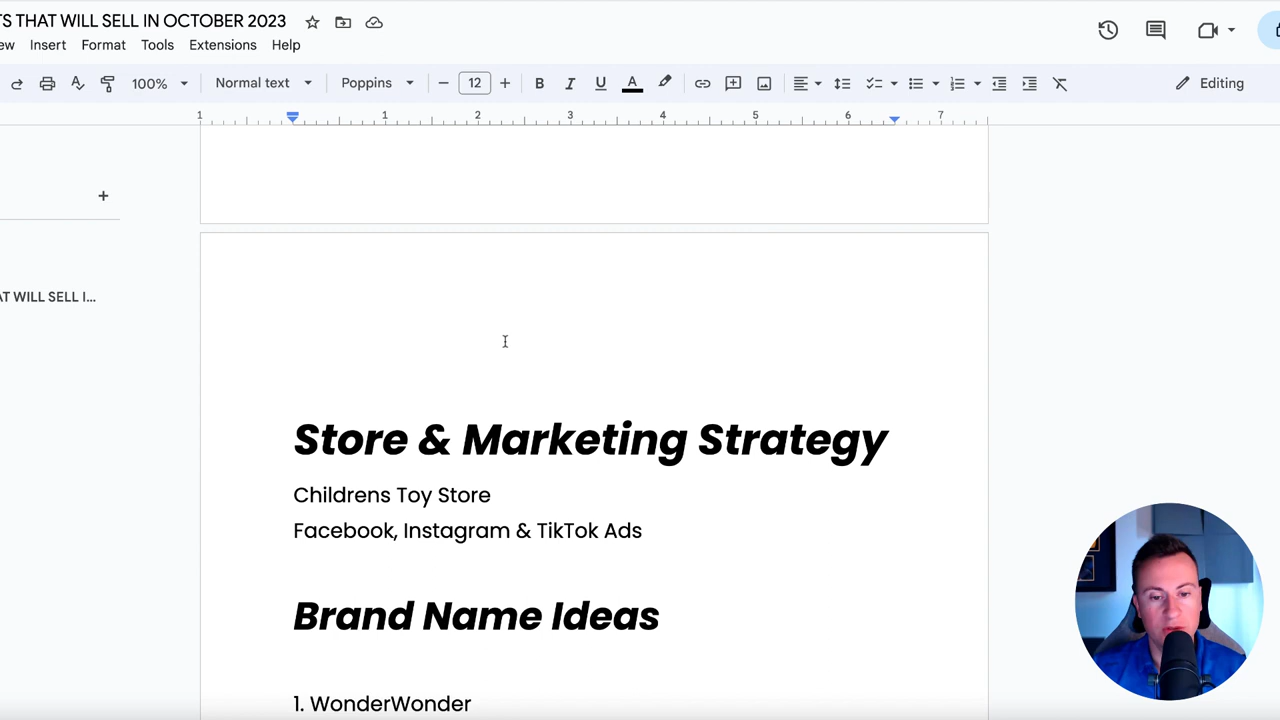 TS THAT WILL SELL IN OCTOBER 2023
ew Insert Format Tools Extensions Help
100% Normal text Poppins − 12 + B I U A Editing
1 1 2 3 4 5 6 7
+
AT WILL SELL I...
Store & Marketing Strategy
Childrens Toy Store
Facebook, Instagram & TikTok Ads
Brand Name Ideas
1. WonderWonder